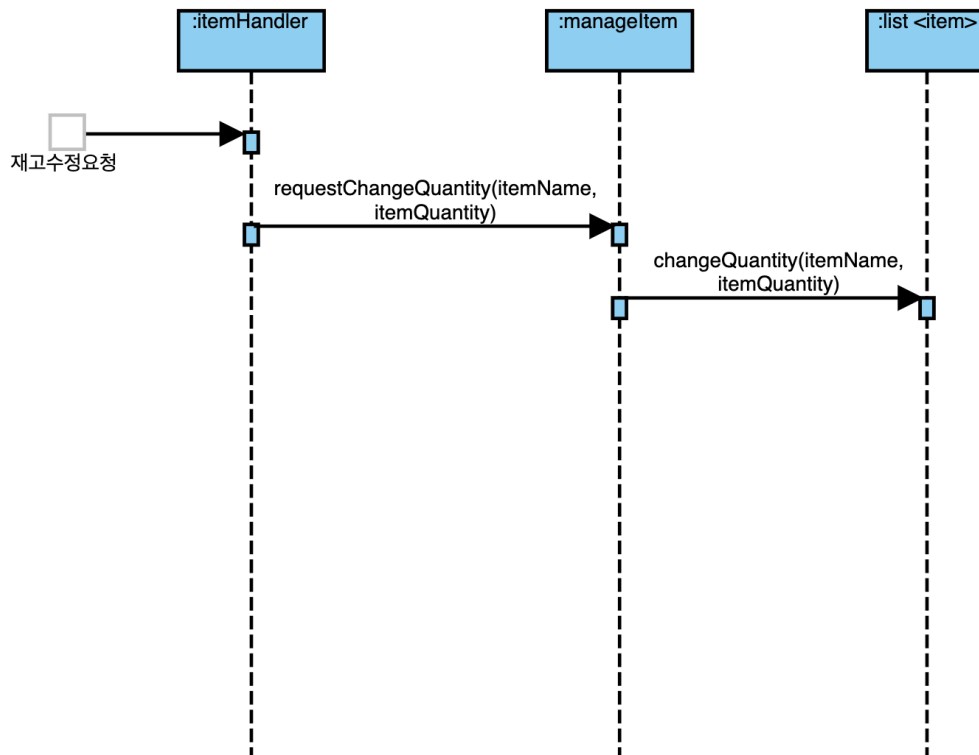 :itemHandler
:manageItem
:list <item>
재고수정요청
requestChangeQuantity(itemName,
itemQuantity)
changeQuantity(itemName,
itemQuantity)